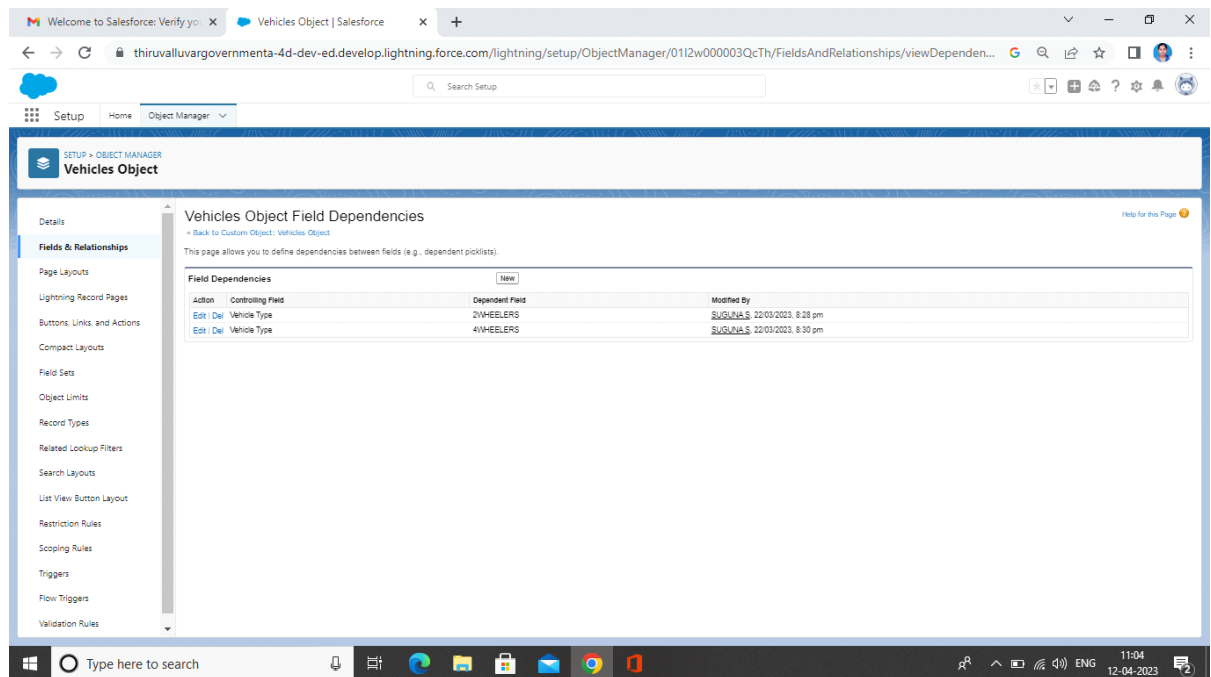 Welcome to Salesforce: Verify yo
Vehicles Object | Salesforce
thiruvalluvargovernmenta-4d-dev-ed.develop.lightning.force.com/lightning/setup/ObjectManager/01I2w000003QcTh/FieldsAndRelationships/viewDependen...
Search Setup
Setup Home Object Manager
SETUP > OBJECT MANAGER
Vehicles Object
Details
Fields & Relationships
Page Layouts
Lightning Record Pages
Buttons, Links, and Actions
Compact Layouts
Field Sets
Object Limits
Record Types
Related Lookup Filters
Search Layouts
List View Button Layout
Restriction Rules
Scoping Rules
Triggers
Flow Triggers
Validation Rules
Vehicles Object Field Dependencies
Help for this Page
« Back to Custom Object: Vehicles Object
This page allows you to define dependencies between fields (e.g., dependent picklists).
Field Dependencies New
Action Controlling Field Dependent Field Modified By
Edit | Del Vehicle Type 2WHEELERS SUGUNA S, 22/03/2023, 8:28 pm
Edit | Del Vehicle Type 4WHEELERS SUGUNA S, 22/03/2023, 8:30 pm
Type here to search
ENG
11:04
12-04-2023
2